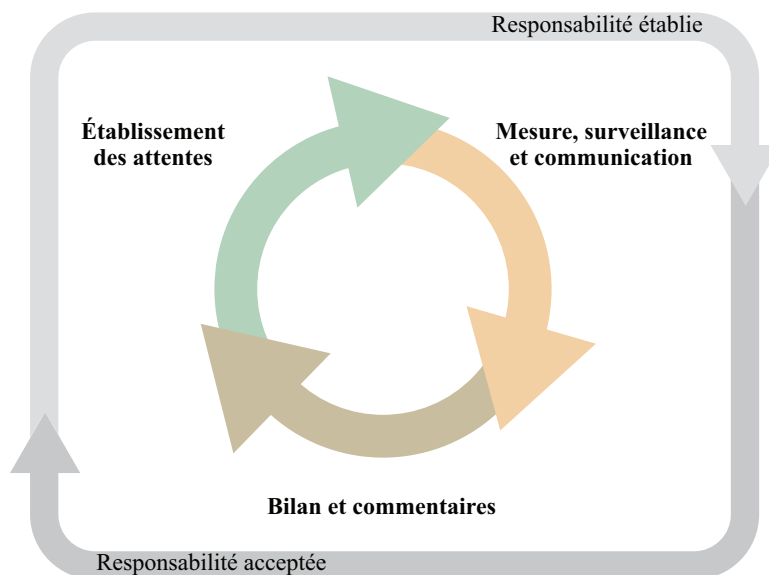 Responsabilité établie
Établissement
des attentes
Mesure, surveillance
et communication
Bilan et commentaires
Responsabilité acceptée